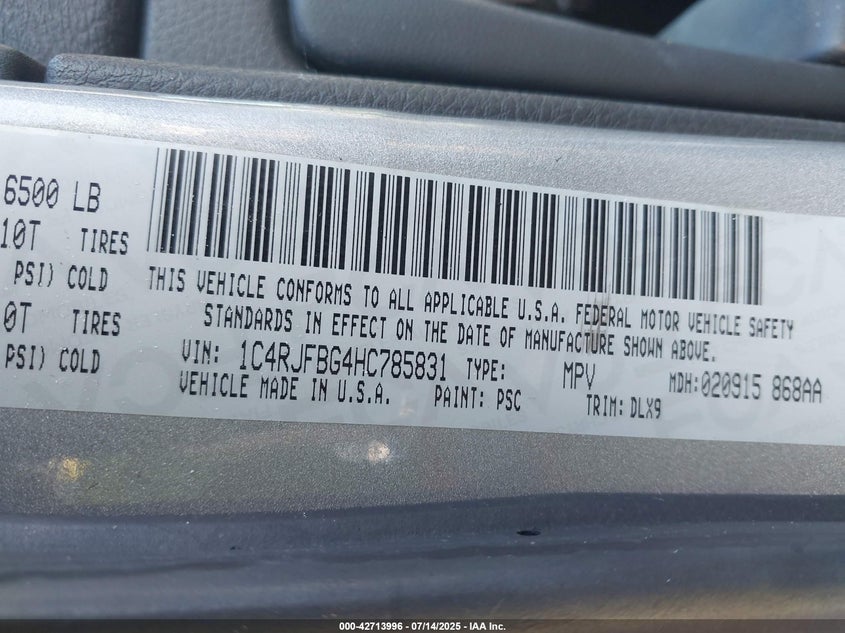 6500 LB
10T TIRES
PSI) COLD
0T TIRES
PSI) COLD
THIS VEHICLE CONFORMS TO ALL APPLICABLE U.S.A. FEDERAL MOTOR VEHICLE SAFETY
STANDARDS IN EFFECT ON THE DATE OF MANUFACTURE SHOWN ABOVE.
VIN: 1C4RJFBG4HC785831 TYPE: MPV MDH:020915 868AA
VEHICLE MADE IN U.S.A. PAINT: PSC TRIM: DLX9
000-42713996 - 07/14/2025 - IAA Inc.